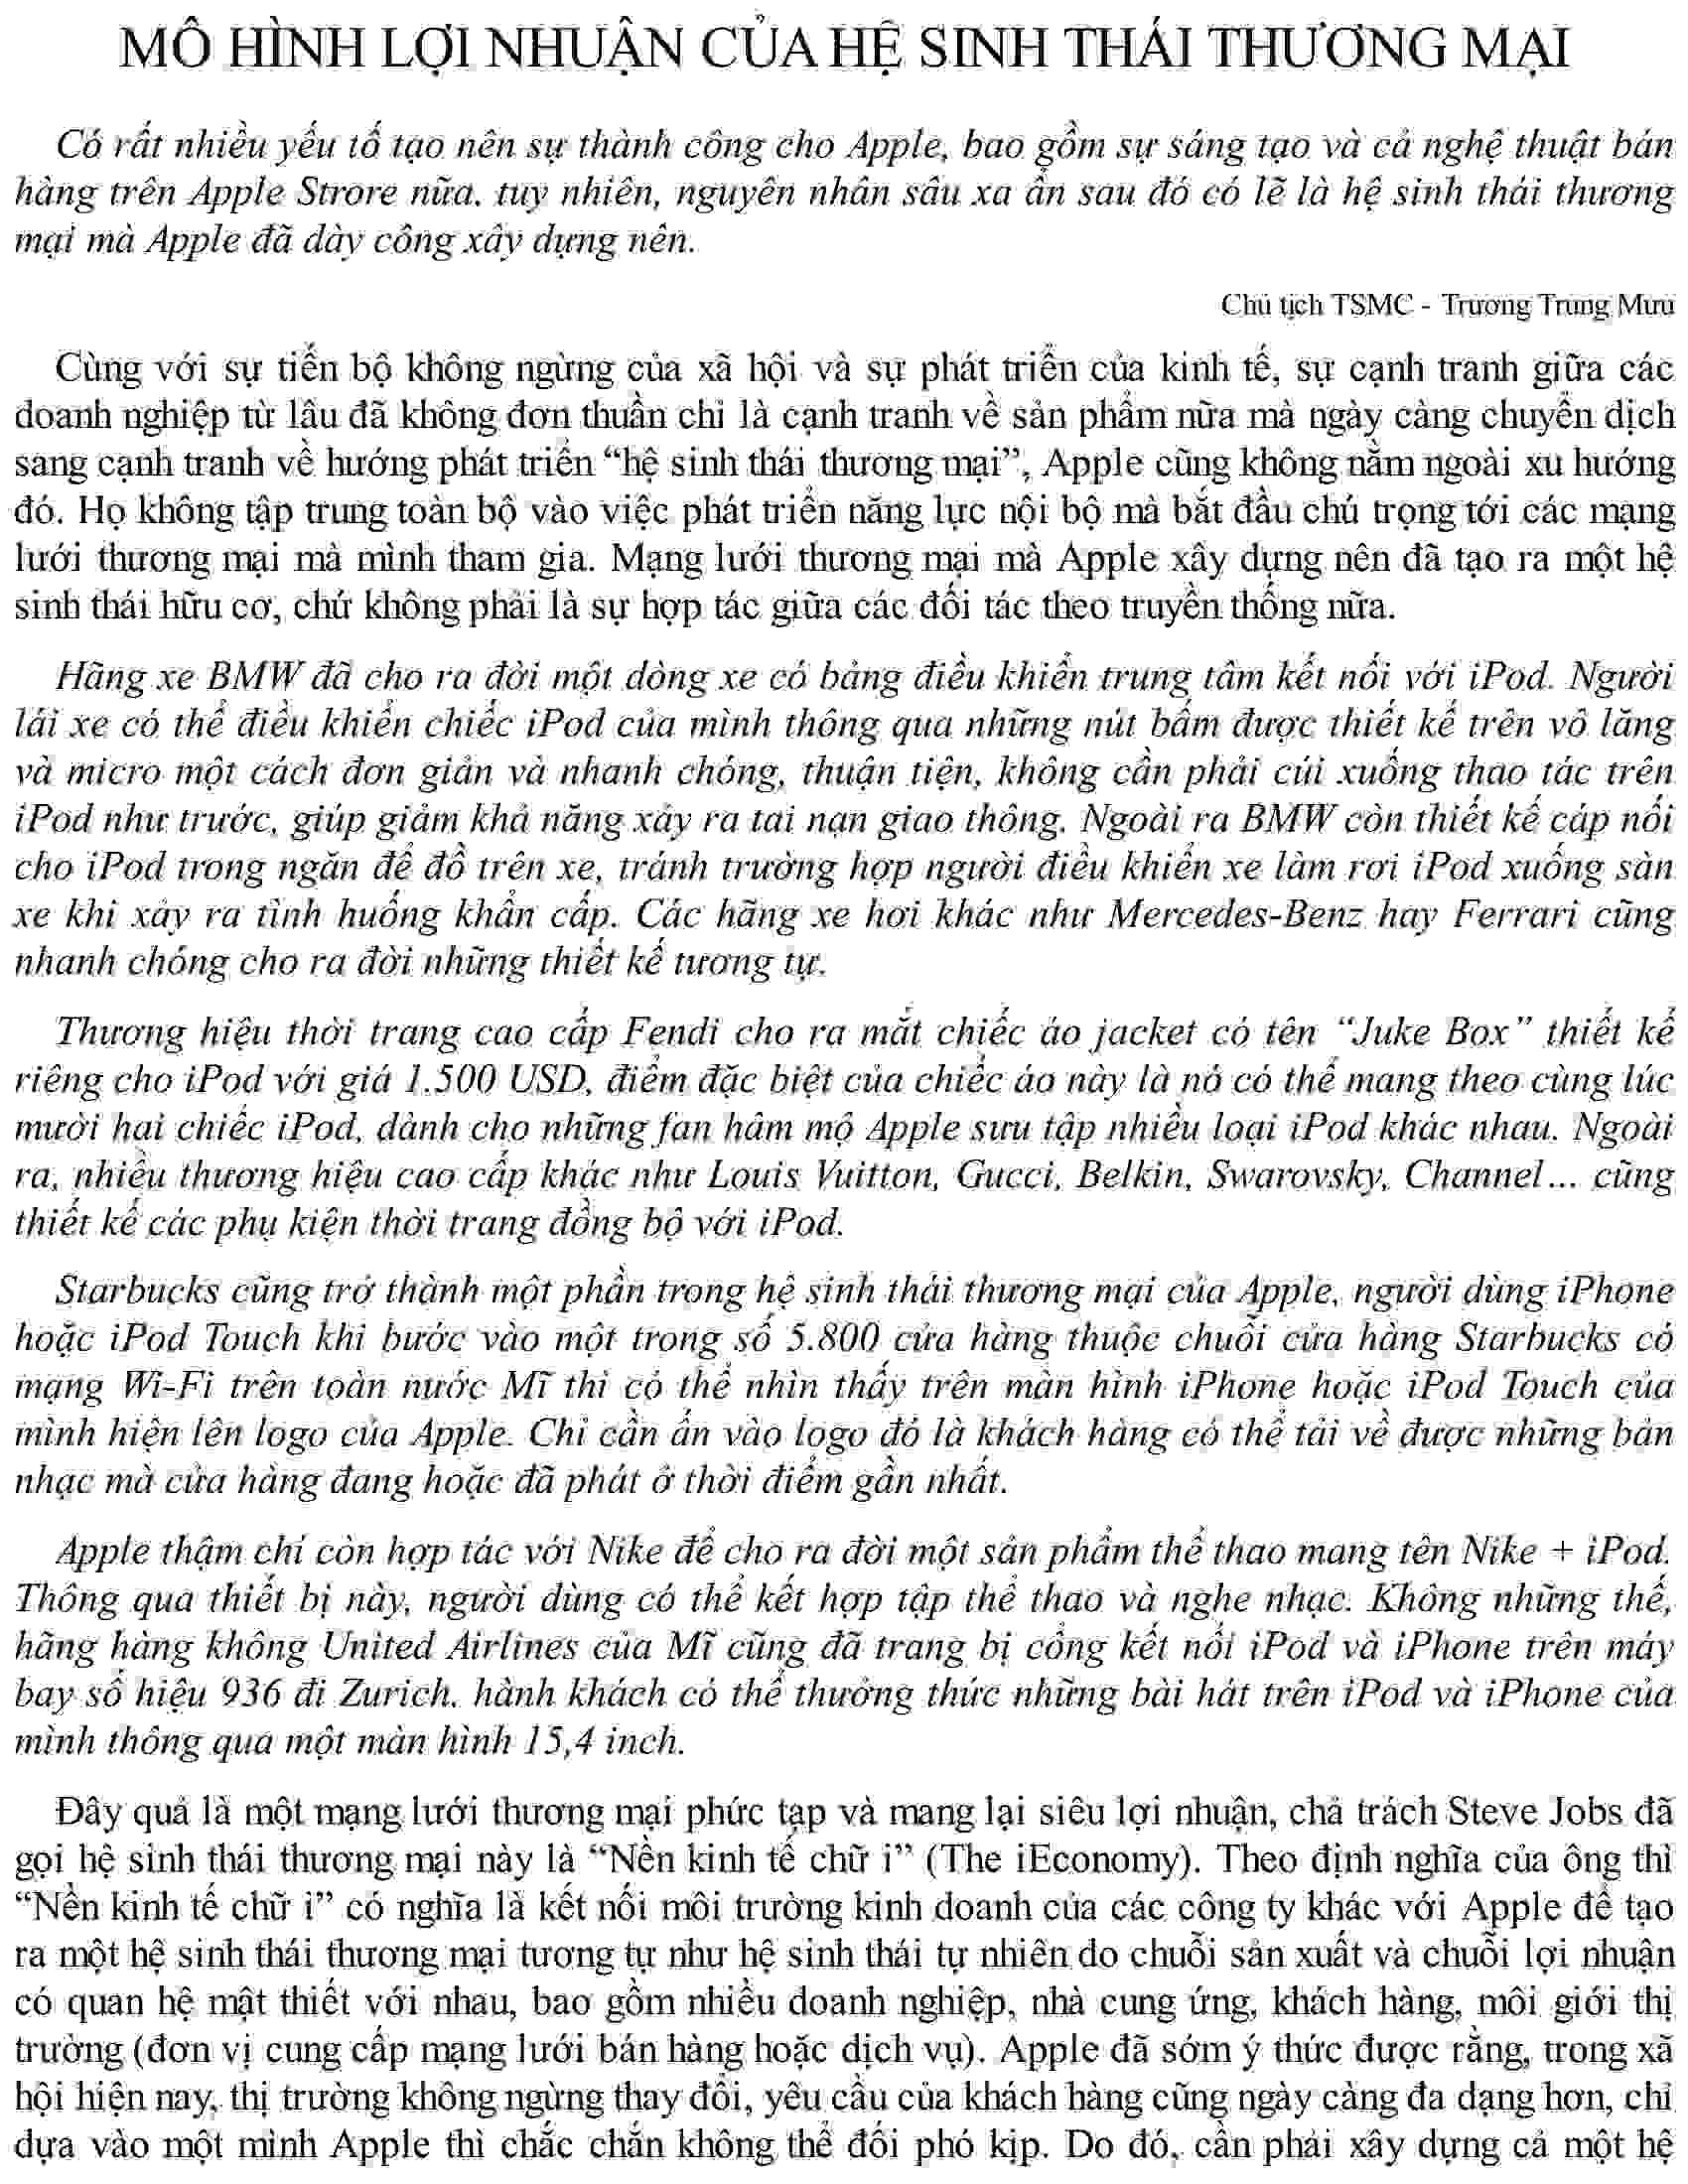 MÔ HÌNH LỢI NHUẬN CỦA HỆ SINH THÁI THƯƠNG MẠI
Có rất nhiều yếu tố tạo nên sự thành công cho Apple, bao gồm sự sáng tạo và cả nghệ thuật bán
hàng trên Apple Strore nữa. tuy nhiên, nguyên nhân sâu xa ẩn sau đó có lẽ là hệ sinh thái thương
mại mà Apple đã dày công xây dựng nên.
Chủ tịch TSMC - Trương Trung Mưu
Cùng với sự tiến bộ không ngừng của xã hội và sự phát triển của kinh tế, sự cạnh tranh giữa các
doanh nghiệp từ lâu đã không đơn thuần chỉ là cạnh tranh về sản phẩm nữa mà ngày càng chuyển dịch
sang cạnh tranh về hướng phát triển “hệ sinh thái thương mại”, Apple cũng không nằm ngoài xu hướng
đó. Họ không tập trung toàn bộ vào việc phát triển năng lực nội bộ mà bắt đầu chú trọng tới các mạng
lưới thương mại mà mình tham gia. Mạng lưới thương mại mà Apple xây dựng nên đã tạo ra một hệ
sinh thái hữu cơ, chứ không phải là sự hợp tác giữa các đối tác theo truyền thống nữa.
Hãng xe BMW đã cho ra đời một dòng xe có bảng điều khiển trung tâm kết nối với iPod. Người
lái xe có thể điều khiển chiếc iPod của mình thông qua những nút bấm được thiết kế trên vô lăng
và micro một cách đơn giản và nhanh chóng, thuận tiện, không cần phải cúi xuống thao tác trên
iPod như trước, giúp giảm khả năng xảy ra tai nạn giao thông. Ngoài ra BMW còn thiết kế cáp nối
cho iPod trong ngăn để đồ trên xe, tránh trường hợp người điều khiển xe làm rơi iPod xuống sàn
xe khi xảy ra tình huống khẩn cấp. Các hãng xe hơi khác như Mercedes-Benz hay Ferrari cũng
nhanh chóng cho ra đời những thiết kế tương tự.
Thương hiệu thời trang cao cấp Fendi cho ra mắt chiếc áo jacket có tên “Juke Box” thiết kế
riêng cho iPod với giá 1.500 USD, điểm đặc biệt của chiếc áo này là nó có thể mang theo cùng lúc
mười hai chiếc iPod, dành cho những fan hâm mộ Apple sưu tập nhiều loại iPod khác nhau. Ngoài
ra, nhiều thương hiệu cao cấp khác như Louis Vuitton, Gucci, Belkin, Swarovsky, Channel... cũng
thiết kế các phụ kiện thời trang đồng bộ với iPod.
Starbucks cũng trở thành một phần trong hệ sinh thái thương mại của Apple, người dùng iPhone
hoặc iPod Touch khi bước vào một trong số 5.800 cửa hàng thuộc chuỗi cửa hàng Starbucks có
mạng Wi-Fi trên toàn nước Mĩ thì có thể nhìn thấy trên màn hình iPhone hoặc iPod Touch của
mình hiện lên logo của Apple. Chỉ cần ấn vào logo đó là khách hàng có thể tải về được những bản
nhạc mà cửa hàng đang hoặc đã phát ở thời điểm gần nhất.
Apple thậm chí còn hợp tác với Nike để cho ra đời một sản phẩm thể thao mang tên Nike + iPod.
Thông qua thiết bị này, người dùng có thể kết hợp tập thể thao và nghe nhạc. Không những thế,
hãng hàng không United Airlines của Mĩ cũng đã trang bị cổng kết nối iPod và iPhone trên máy
bay số hiệu 936 đi Zurich. hành khách có thể thưởng thức những bài hát trên iPod và iPhone của
mình thông qua một màn hình 15,4 inch.
Đây quả là một mạng lưới thương mại phức tạp và mang lại siêu lợi nhuận, chả trách Steve Jobs đã
gọi hệ sinh thái thương mại này là “Nền kinh tế chữ i” (The iEconomy). Theo định nghĩa của ông thì
“Nền kinh tế chữ i” có nghĩa là kết nối môi trường kinh doanh của các công ty khác với Apple để tạo
ra một hệ sinh thái thương mại tương tự như hệ sinh thái tự nhiên do chuỗi sản xuất và chuỗi lợi nhuận
có quan hệ mật thiết với nhau, bao gồm nhiều doanh nghiệp, nhà cung ứng, khách hàng, môi giới thị
trường (đơn vị cung cấp mạng lưới bán hàng hoặc dịch vụ). Apple đã sớm ý thức được rằng, trong xã
hội hiện nay, thị trường không ngừng thay đổi, yêu cầu của khách hàng cũng ngày càng đa dạng hơn, chỉ
dựa vào một mình Apple thì chắc chắn không thể đối phó kịp. Do đó, cần phải xây dựng cả một hệ